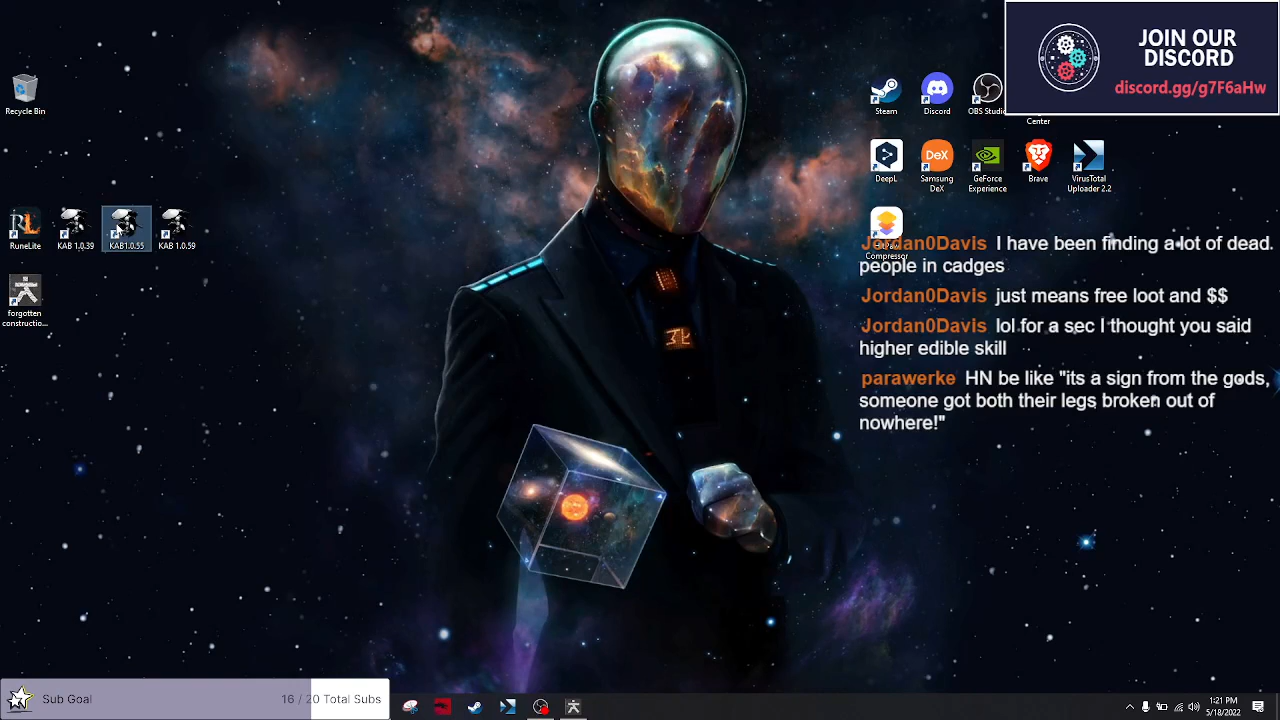 JOIN OUR
DISCORD
discord.gg/g7F6aHw
Recycle Bin
Steam
Discord
OBS Studio
Center
DeepL
Samsung
DeX
GeForce
Experience
Brave
VirusTotal
Uploader 2.2
DeX
RL
RuneLite
KAB 1,0,39
KAB1.0.55
KAB 1.0.59
forgotten
constructio...
Compressor
Jordan0Davis I have been finding a lot of dead
people in cadges
Jordan0Davis just means free loot and $$
Jordan0Davis lol for a sec I thought you said
higher edible skill
parawerke HN be like "its a sign from the gods,
someone got both their legs broken out of
nowhere!"
Sub Goal
16 / 20 Total Subs
1:21 PM
5/18/2022